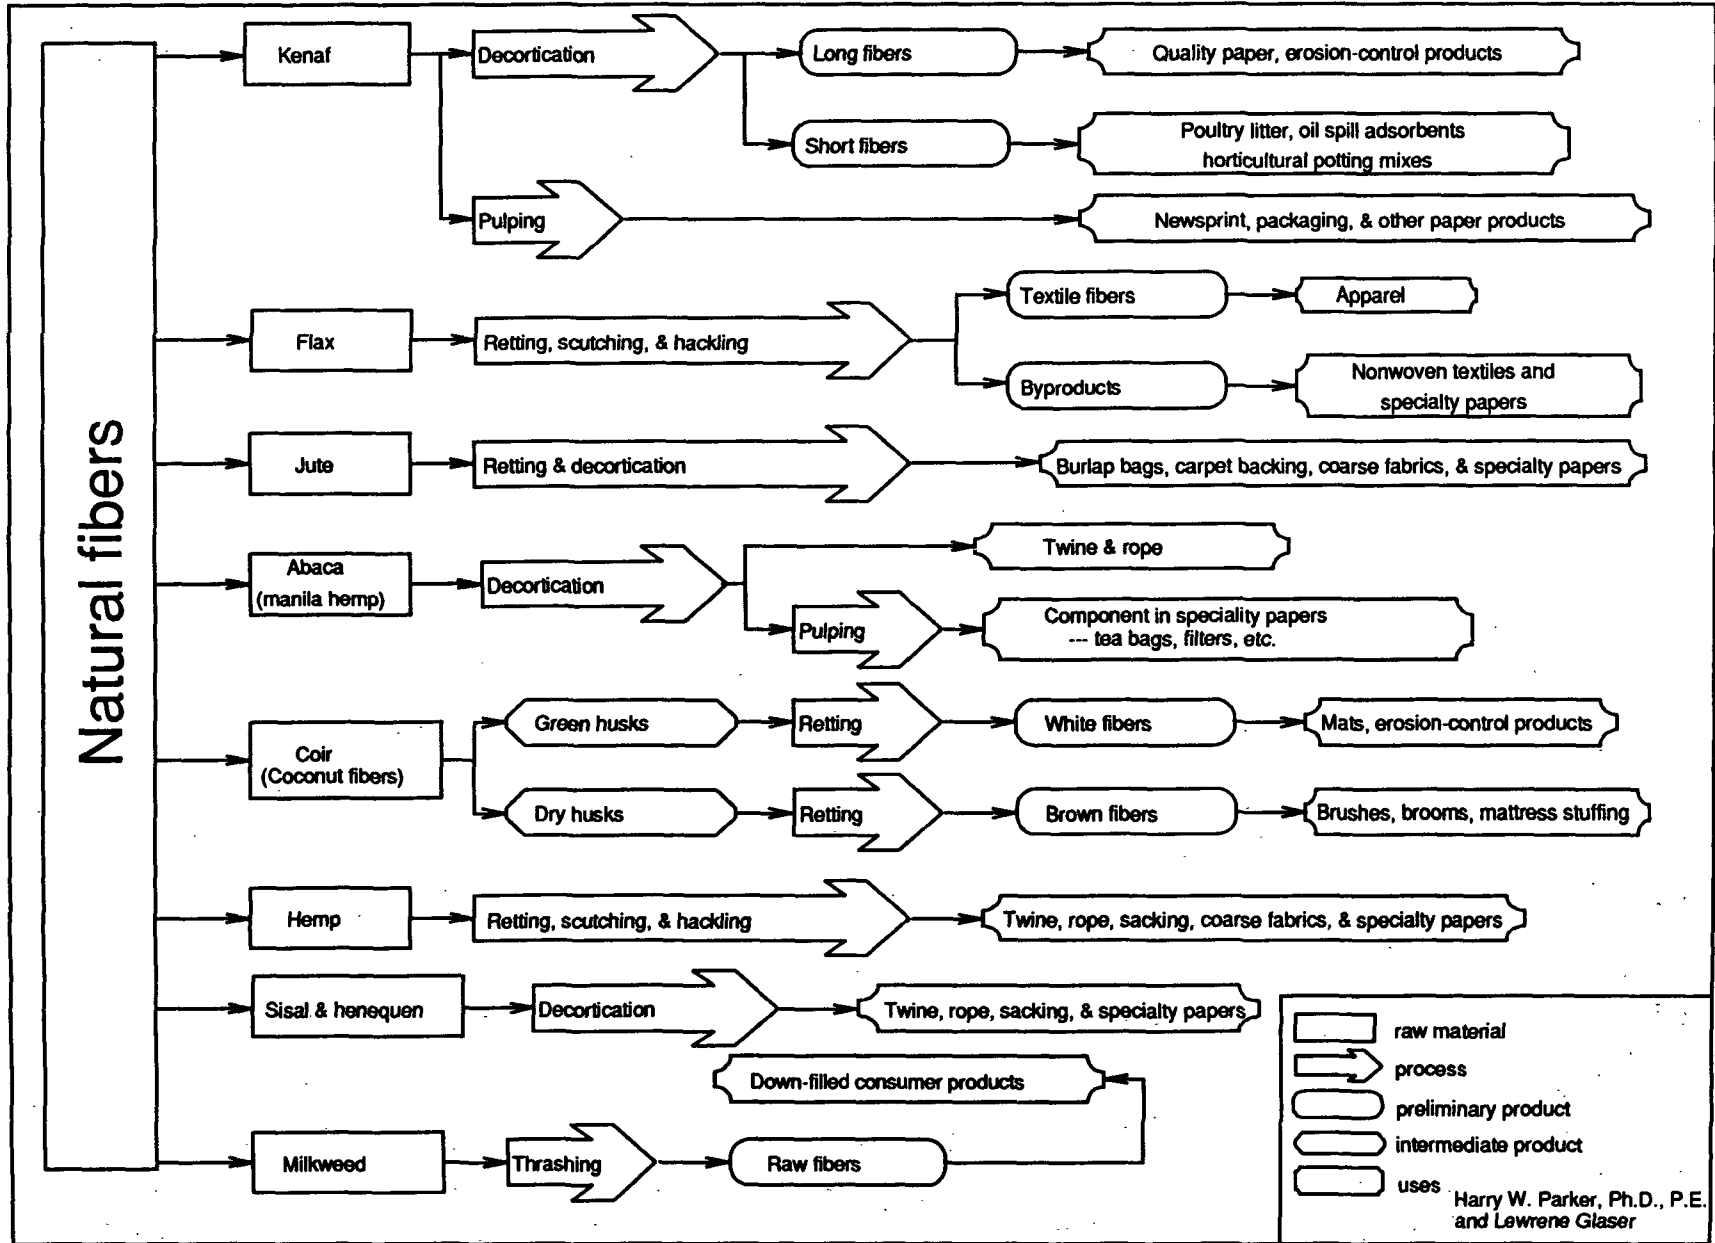 Natural fibers
Kenaf
Decortication
Long fibers
Quality paper, erosion-control products
Short fibers
Poultry litter, oil spill adsorbents
horticultural potting mixes
Pulping
Newsprint, packaging, & other paper products
Flax
Retting, scutching, & hackling
Textile fibers
Apparel
Byproducts
Nonwoven textiles and
specialty papers
Jute
Retting & decortication
Burlap bags, carpet backing, coarse fabrics, & specialty papers
Abaca
(manila hemp)
Decortication
Twine & rope
Pulping
Component in speciality papers
--- tea bags, filters, etc.
Coir
(Coconut fibers)
Green husks
Retting
White fibers
Mats, erosion-control products
Dry husks
Retting
Brown fibers
Brushes, brooms, mattress stuffing
Hemp
Retting, scutching, & hackling
Twine, rope, sacking, coarse fabrics, & specialty papers
Sisal & henequen
Decortication
Twine, rope, sacking, & specialty papers
Down-filled consumer products
Milkweed
Thrashing
Raw fibers
raw material
process
preliminary product
intermediate product
uses
Harry W. Parker, Ph.D., P.E.
and Lewrene Glaser